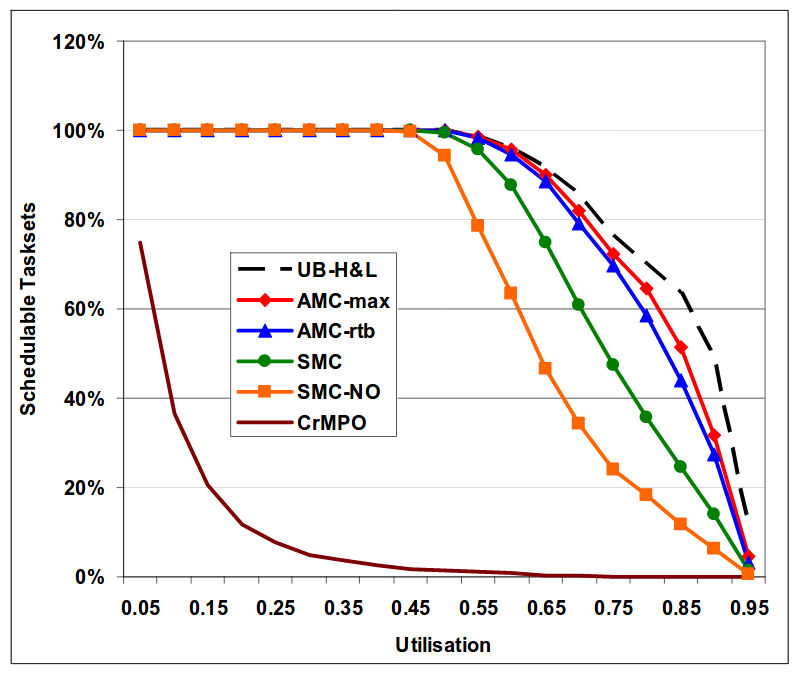 120%
100%
80%
60%
40%
20%
0%
Schedulable Tasksets
UB-H&L
AMC-max
AMC-rtb
SMC
SMC-NO
CrMPO
0.05 0.15 0.25 0.35 0.45 0.55 0.65 0.75 0.85 0.95
Utilisation